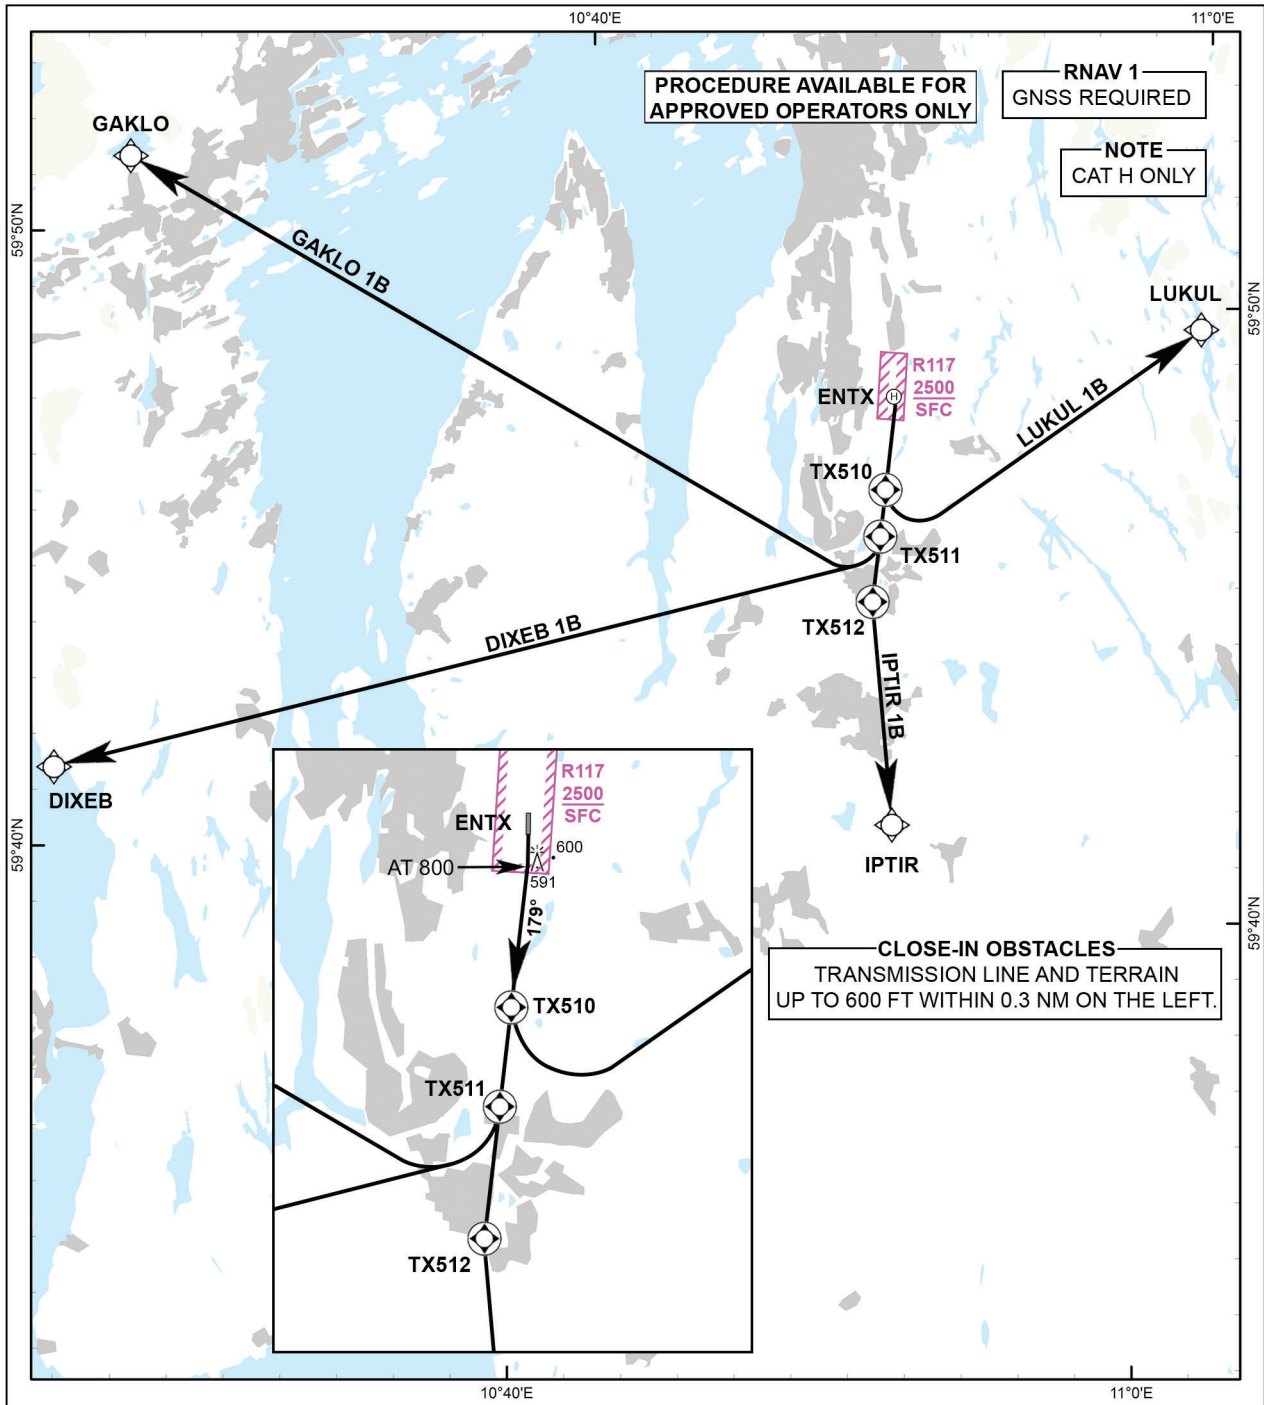 10°40'E
11°0'E
PROCEDURE AVAILABLE FOR
APPROVED OPERATORS ONLY
RNAV 1
GNSS REQUIRED
NOTE
CAT H ONLY
GAKLO
59°50'N
GAKLO 1B
LUKUL
59°50'N
R117
2500
SFC
ENTX
H
LUKUL 1B
TX510
TX511
TX512
DIXEB 1B
IPTIR 1B
DIXEB
IPTIR
59°40'N
R117
2500
SFC
ENTX
600
AT 800
591
179°
59°40'N
CLOSE-IN OBSTACLES
TRANSMISSION LINE AND TERRAIN
UP TO 600 FT WITHIN 0.3 NM ON THE LEFT.
TX510
TX511
TX512
10°40'E
11°0'E